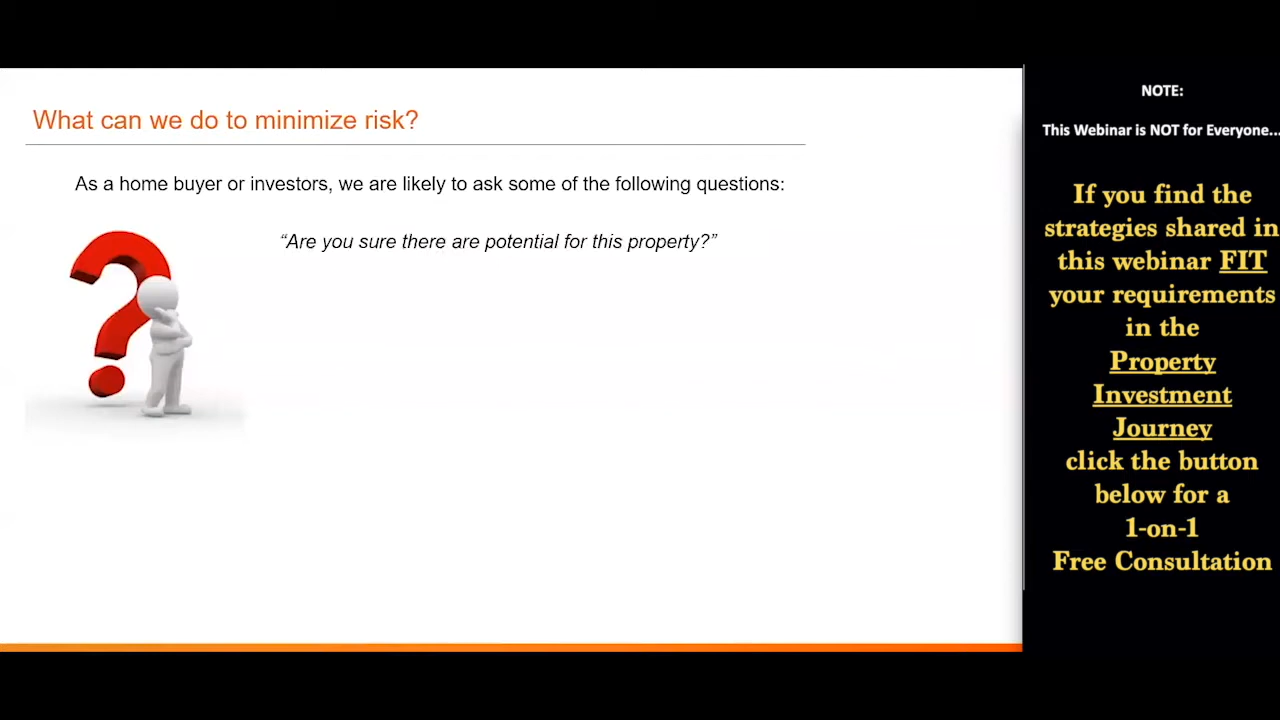 What can we do to minimize risk?
As a home buyer or investors, we are likely to ask some of the following questions:
“Are you sure there are potential for this property?”
NOTE:
This Webinar is NOT for Everyone...
If you find the
strategies shared in
this webinar FIT
your requirements
in the
Property
Investment
Journey
click the button
below for a
1-on-1
Free Consultation